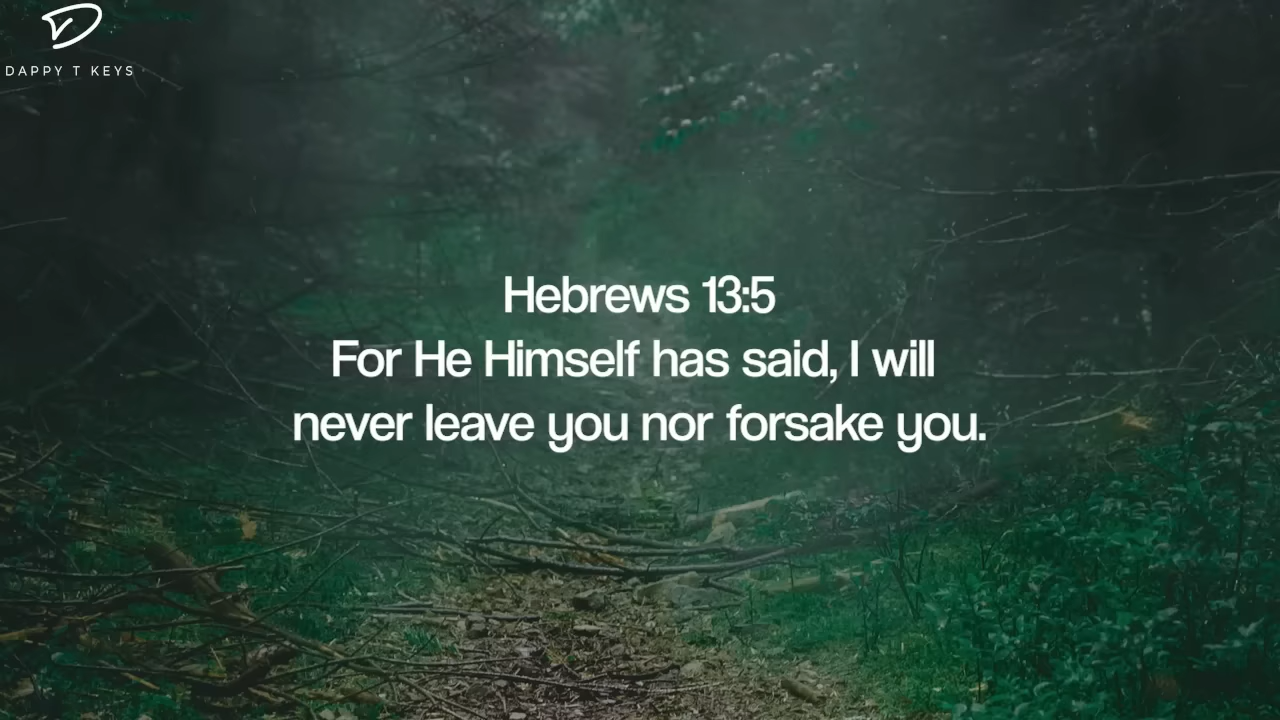 DAPPY T KEYS
Hebrews 13:5
For He Himself has said, I will
never leave you nor forsake you.